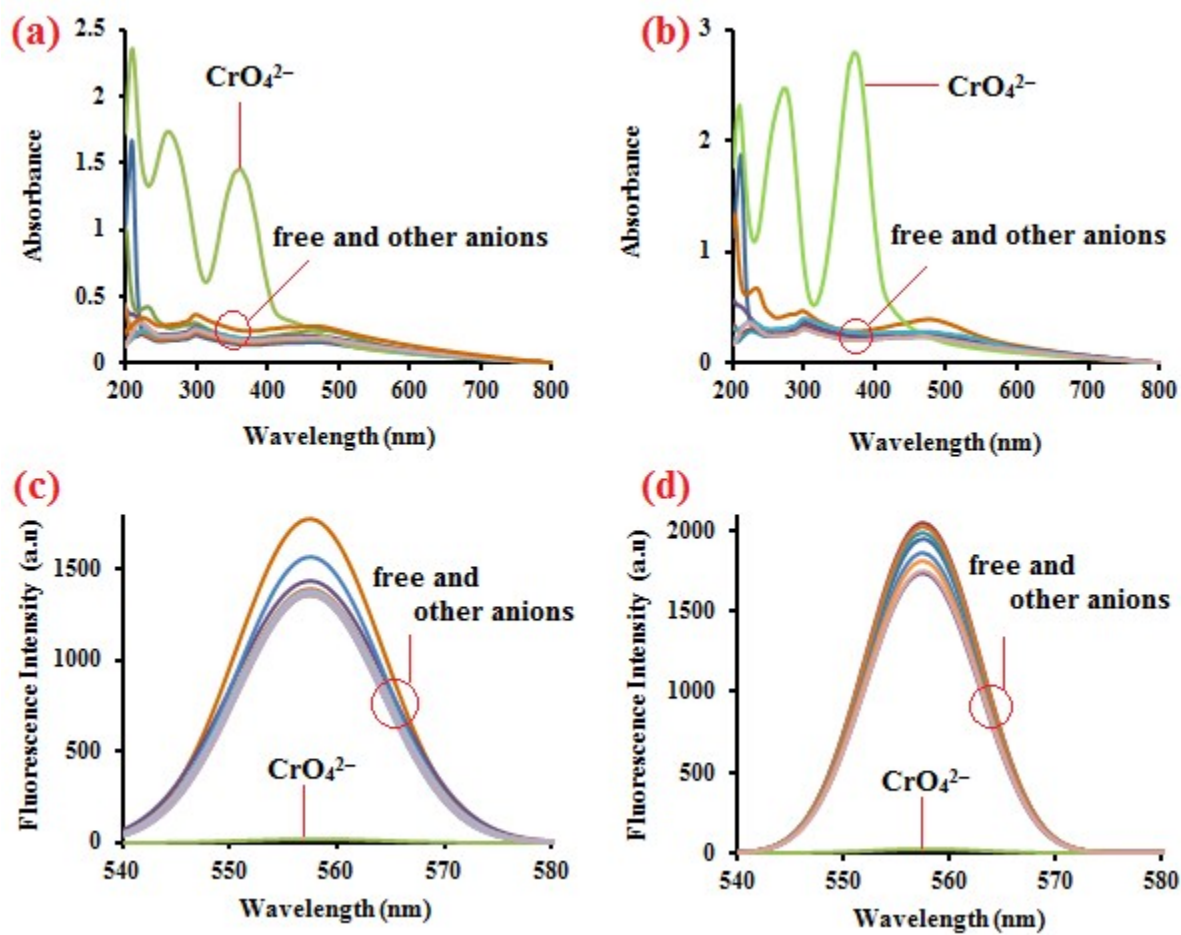 (a)
2.5
2
1.5
1
0.5
0
Absorbance
CrO₄²⁻
free and other anions
200 300 400 500 600 700 800
Wavelength (nm)
(b)
3
2
1
0
Absorbance
CrO₄²⁻
free and other anions
200 300 400 500 600 700 800
Wavelength (nm)
(c)
1500
1000
500
0
Fluorescence Intensity (a.u)
free and
other anions
CrO₄²⁻
540 550 560 570 580
Wavelength (nm)
(d)
2000
1500
1000
500
0
Fluorescence Intensity (a.u)
free and
other anions
CrO₄²⁻
540 550 560 570 580
Wavelength (nm)